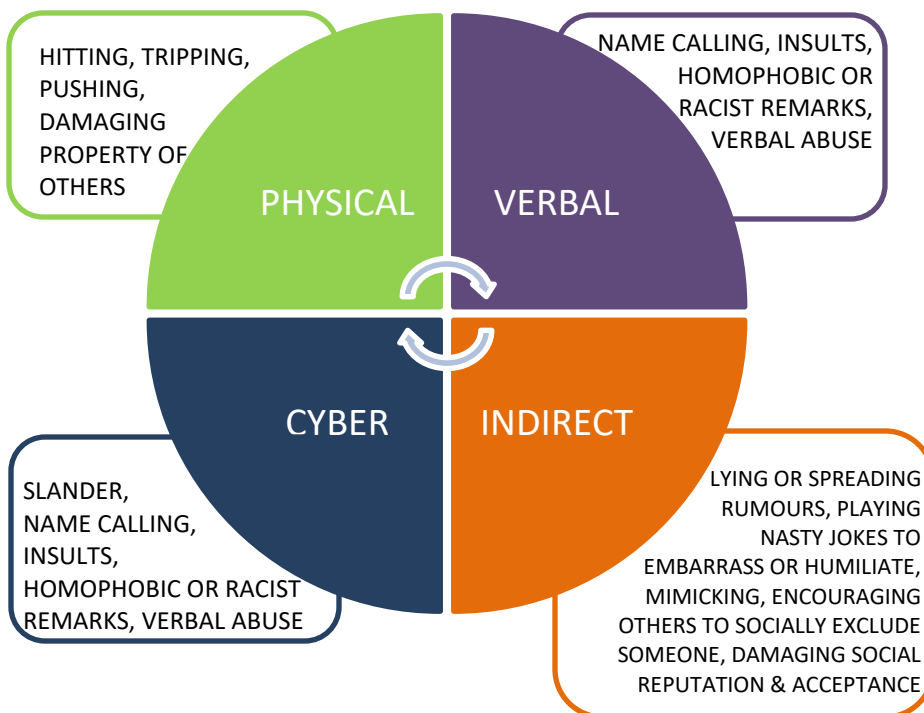 HITTING, TRIPPING,
PUSHING,
DAMAGING
PROPERTY OF
OTHERS
PHYSICAL
NAME CALLING, INSULTS,
HOMOPHOBIC OR
RACIST REMARKS,
VERBAL ABUSE
VERBAL
CYBER
SLANDER,
NAME CALLING,
INSULTS,
HOMOPHOBIC OR RACIST
REMARKS, VERBAL ABUSE
INDIRECT
LYING OR SPREADING
RUMOURS, PLAYING
NASTY JOKES TO
EMBARRASS OR HUMILIATE,
MIMICKING, ENCOURAGING
OTHERS TO SOCIALLY EXCLUDE
SOMEONE, DAMAGING SOCIAL
REPUTATION & ACCEPTANCE